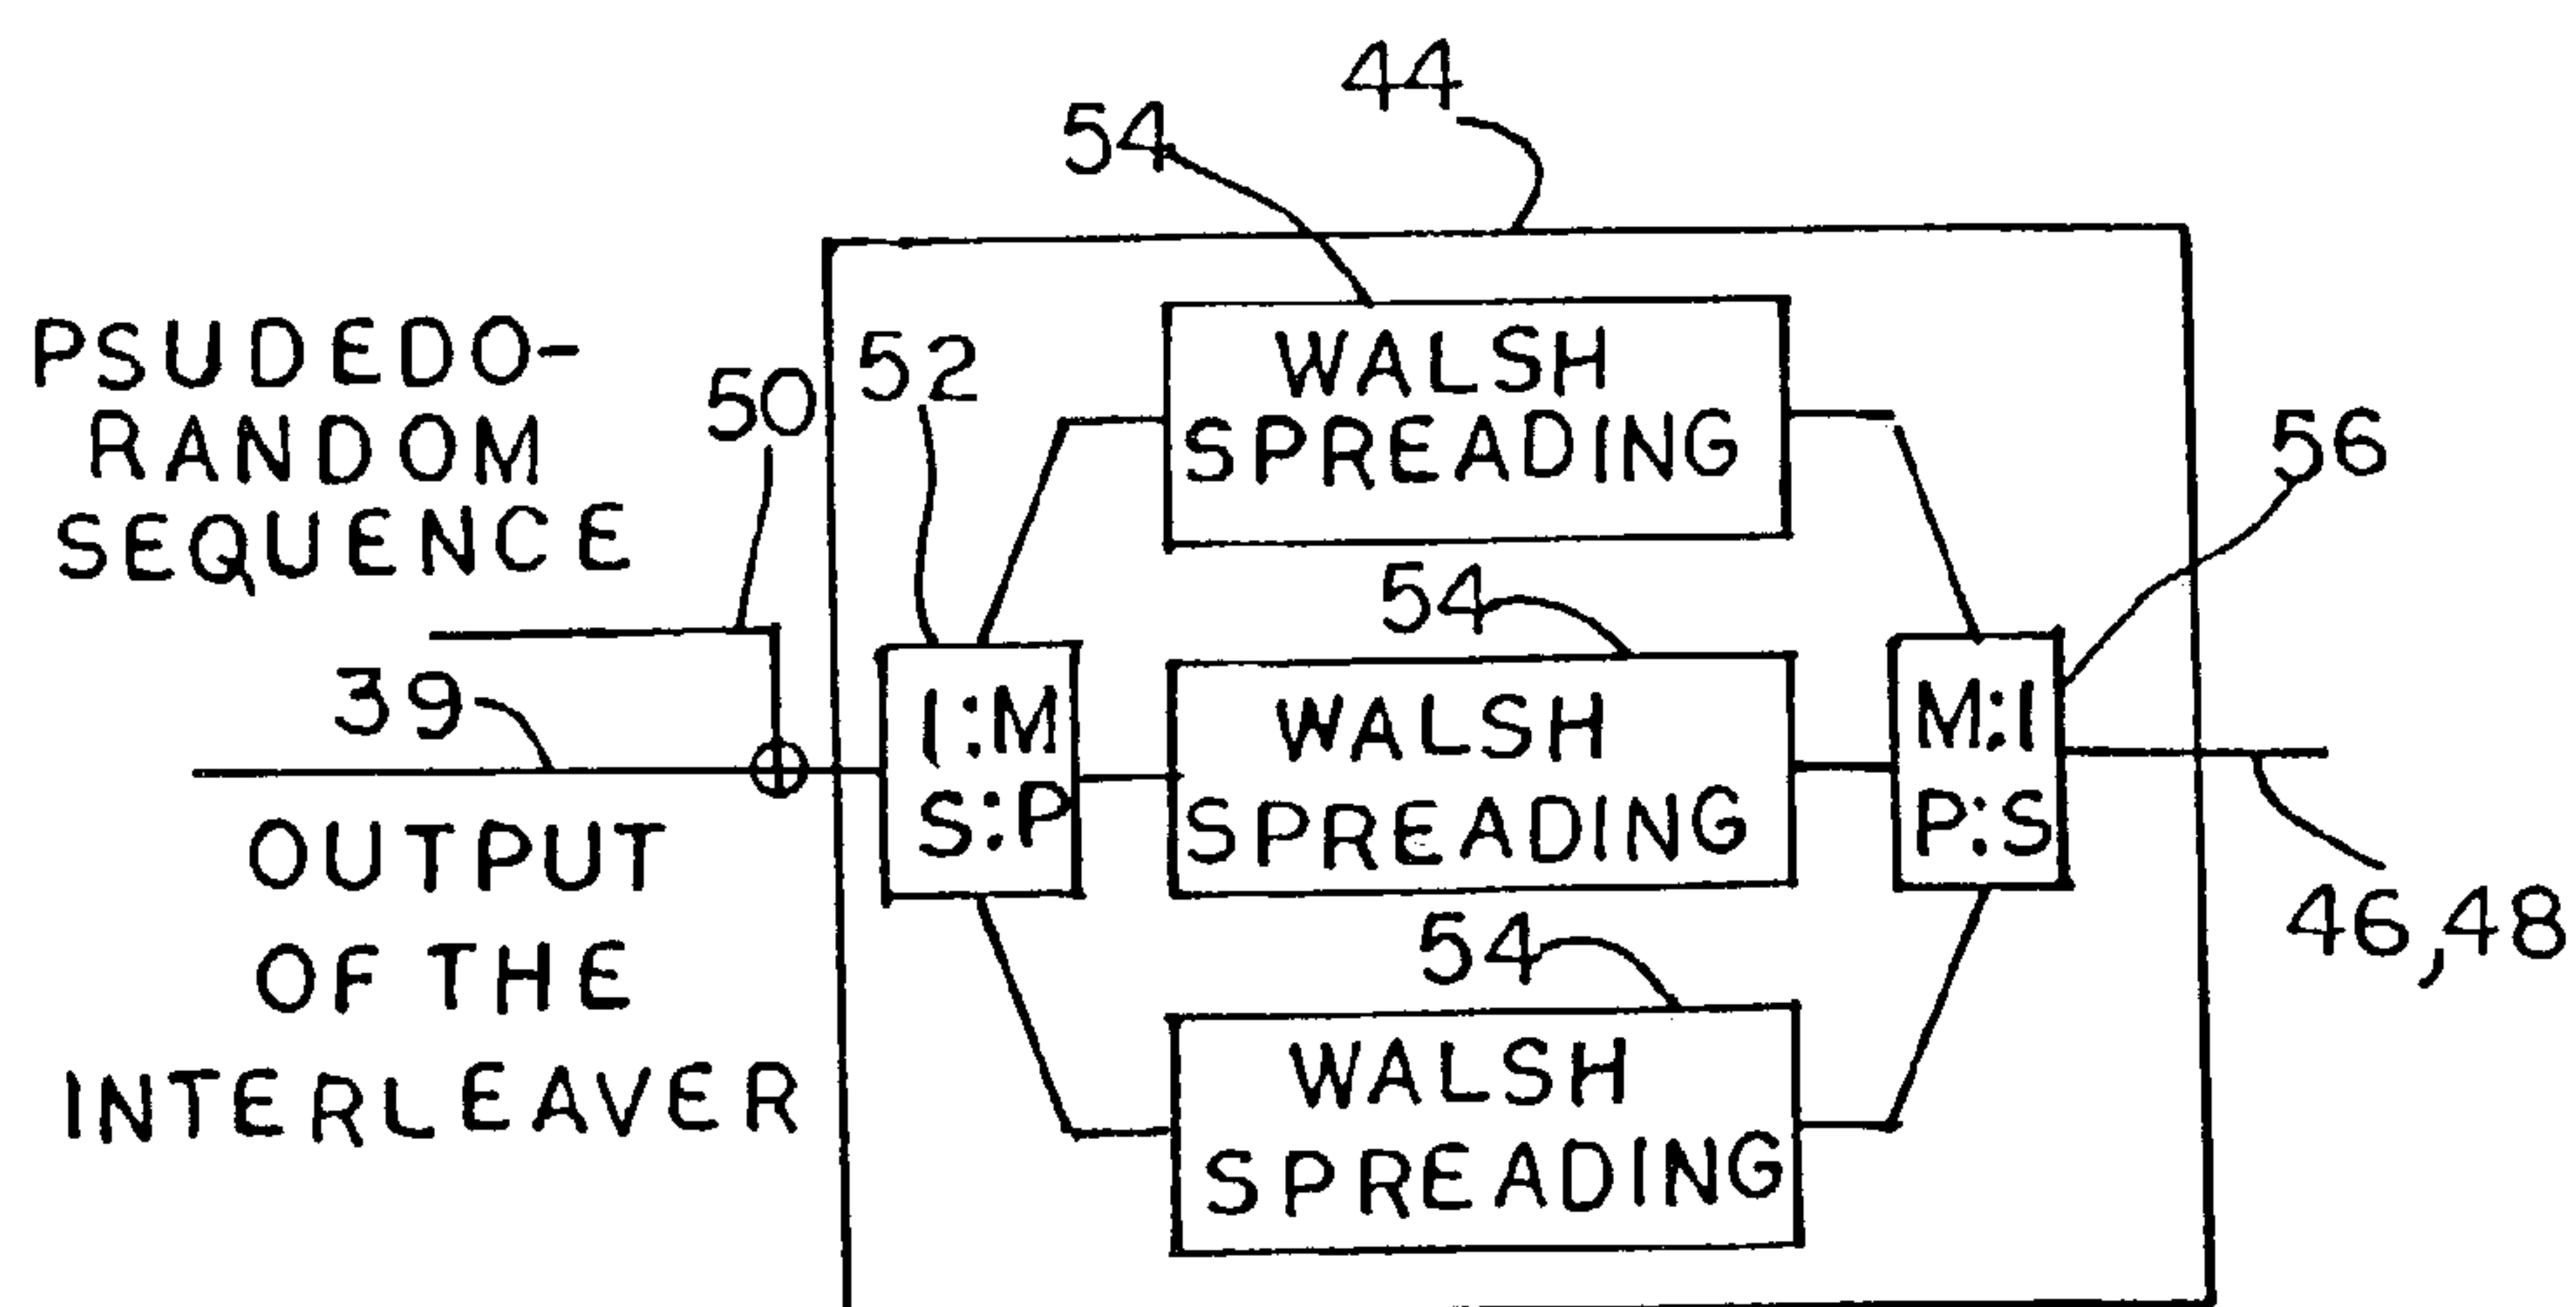 44
54
PSUDEDO-
RANDOM
SEQUENCE
50
52
WALSH
SPREADING
56
54
39
1:M
S:P
WALSH
SPREADING
M:1
P:S
OUTPUT
OF THE
INTERLEAVER
46,48
54
WALSH
SPREADING